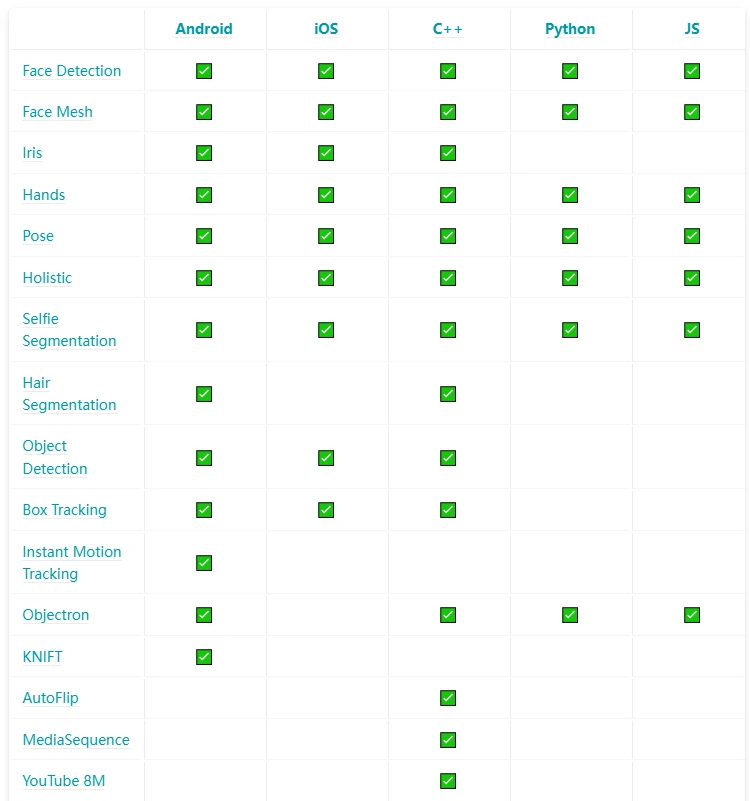 Android iOS C++ Python JS
Face Detection ✅ ✅ ✅ ✅ ✅
Face Mesh ✅ ✅ ✅ ✅ ✅
Iris ✅ ✅ ✅
Hands ✅ ✅ ✅ ✅ ✅
Pose ✅ ✅ ✅ ✅ ✅
Holistic ✅ ✅ ✅ ✅ ✅
Selfie
Segmentation ✅ ✅ ✅ ✅ ✅
Hair
Segmentation ✅ ✅
Object
Detection ✅ ✅ ✅
Box Tracking ✅ ✅ ✅
Instant Motion
Tracking ✅
Objectron ✅ ✅ ✅ ✅
KNIFT ✅
AutoFlip ✅
MediaSequence ✅
YouTube 8M ✅